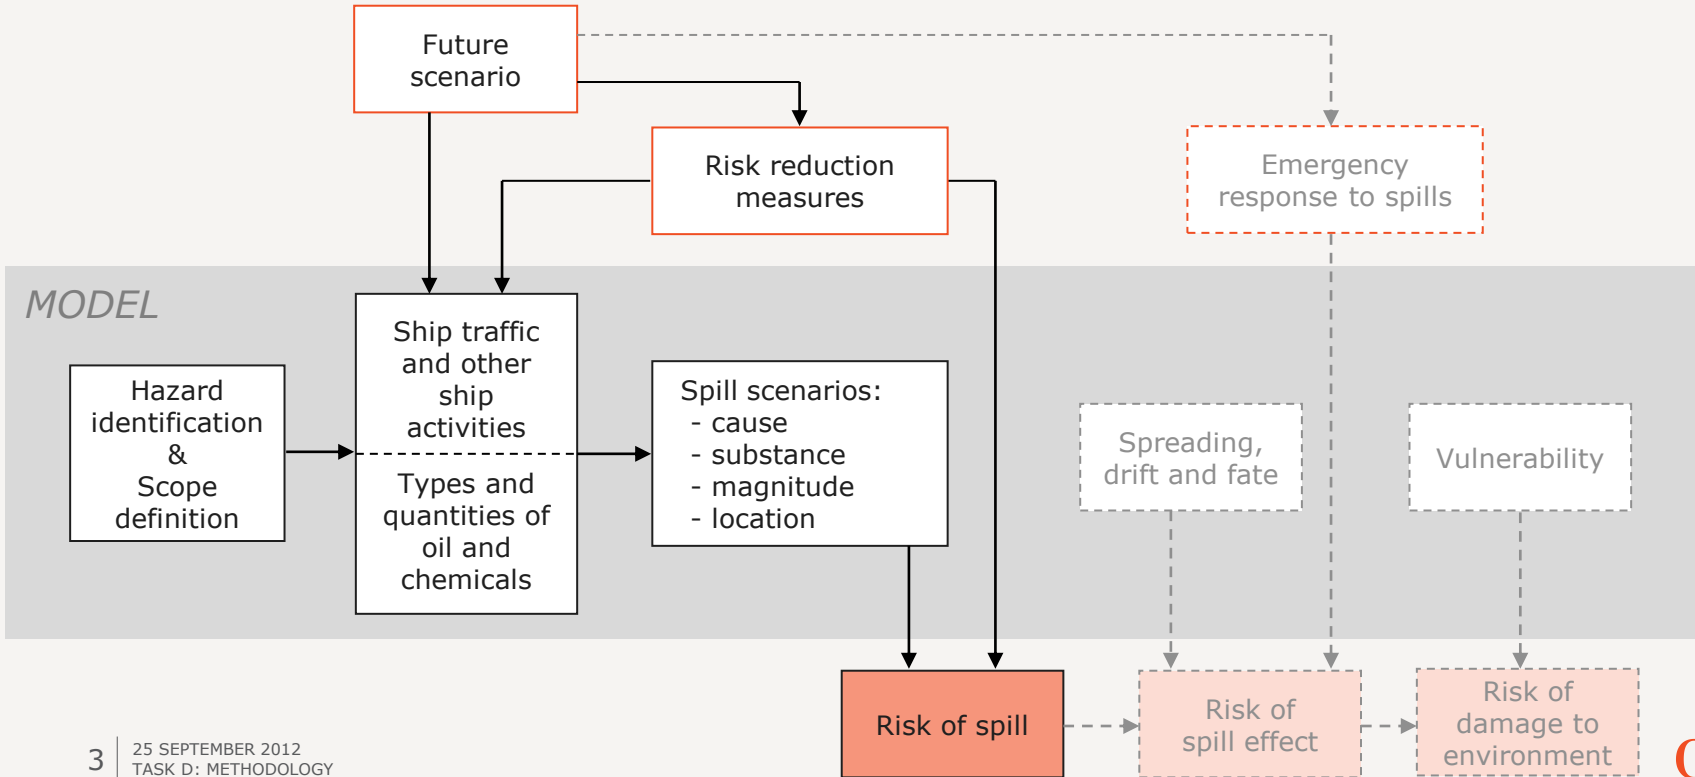 Future
scenario
Risk reduction
measures
Emergency
response to spills
MODEL
Hazard
identification
&
Scope
definition
Ship traffic
and other
ship
activities
Types and
quantities of
oil and
chemicals
Spill scenarios:
- cause
- substance
- magnitude
- location
Spreading,
drift and fate
Vulnerability
Risk of spill
Risk of
spill effect
Risk of
damage to
environment
3
25 SEPTEMBER 2012
TASK D: METHODOLOGY